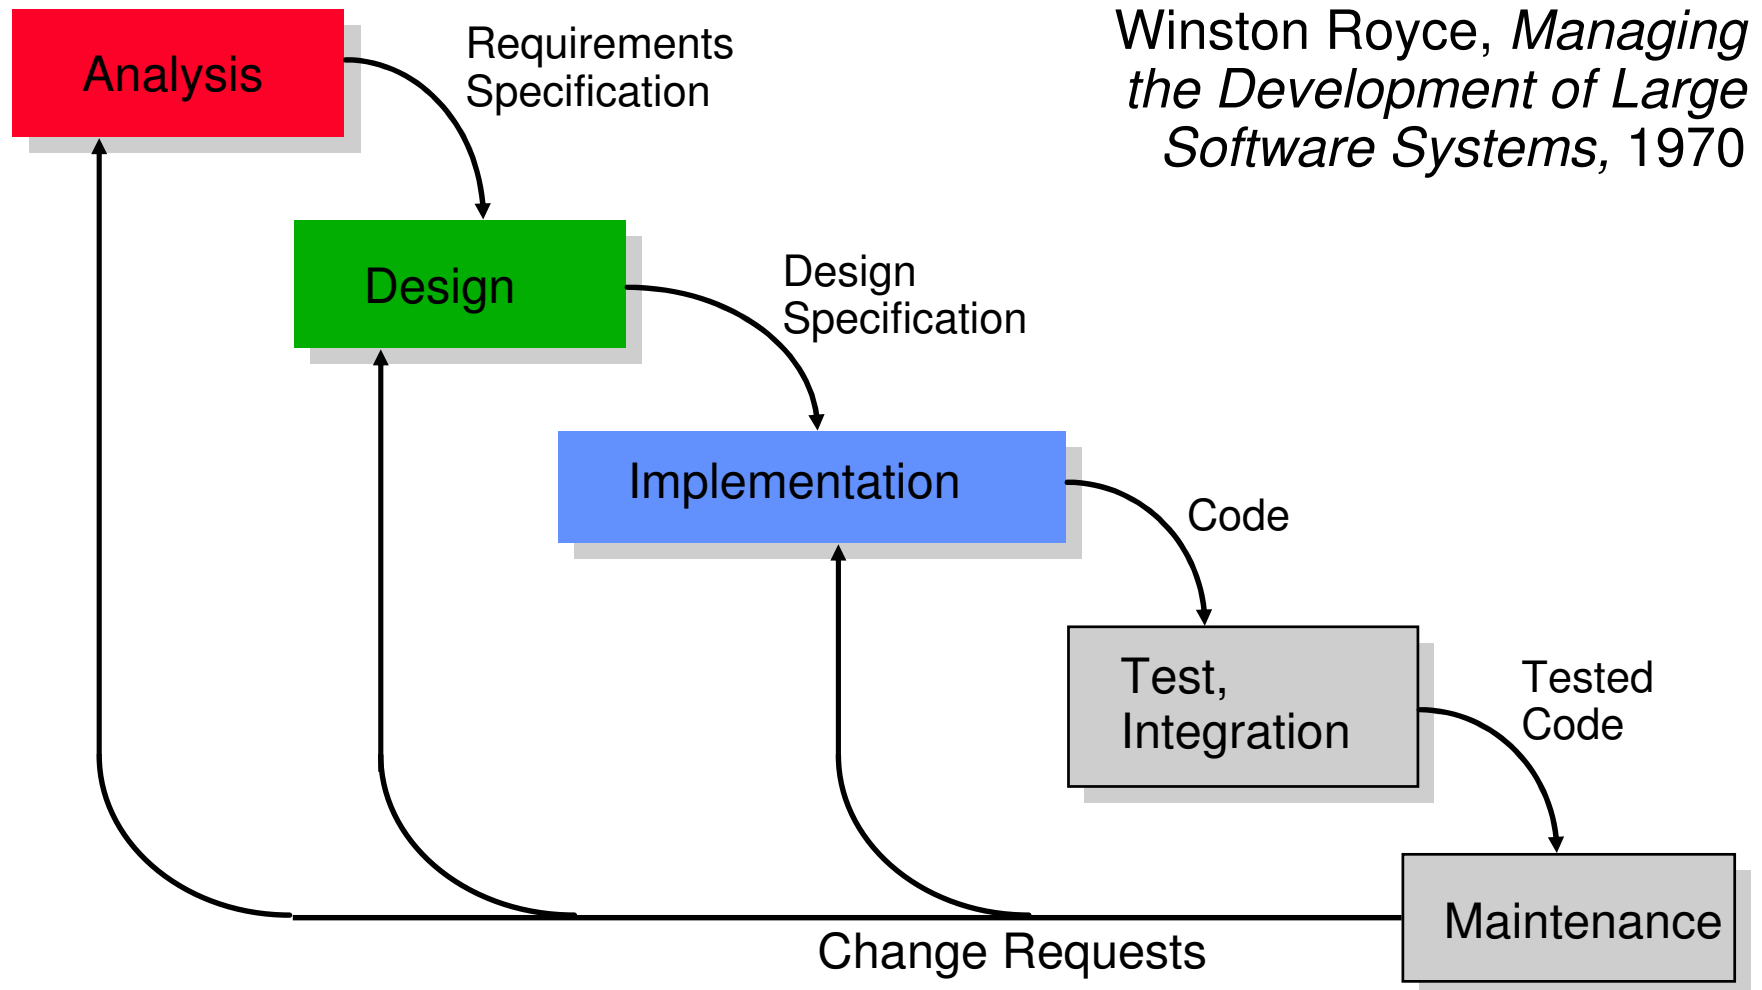 Winston Royce, Managing
the Development of Large
Software Systems, 1970
Analysis
Requirements
Specification
Design
Design
Specification
Implementation
Code
Test,
Integration
Tested
Code
Maintenance
Change Requests